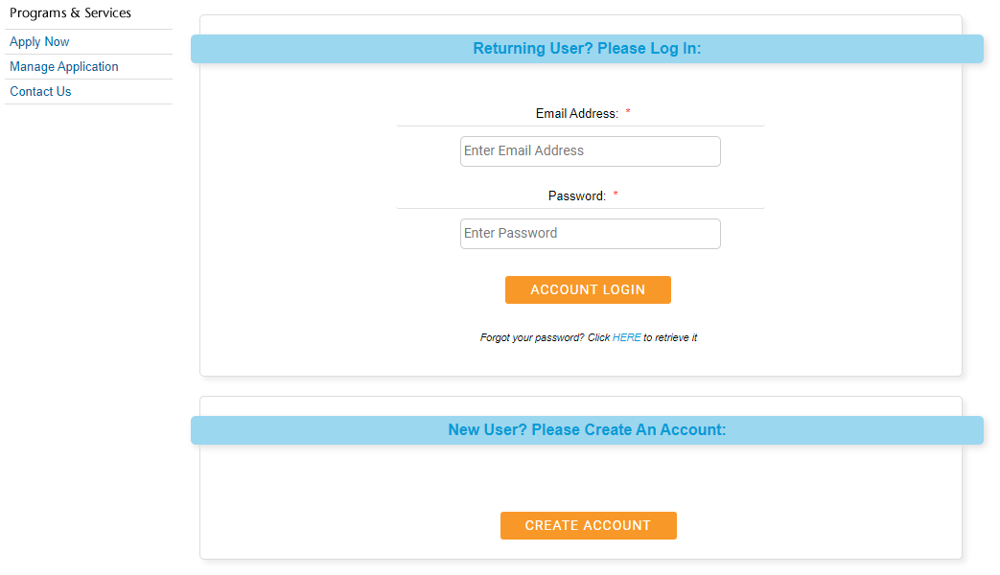 Programs & Services
Apply Now
Manage Application
Contact Us
Returning User? Please Log In:
Email Address: *
Enter Email Address
Password: *
Enter Password
ACCOUNT LOGIN
Forgot your password? Click HERE to retrieve it
New User? Please Create An Account:
CREATE ACCOUNT